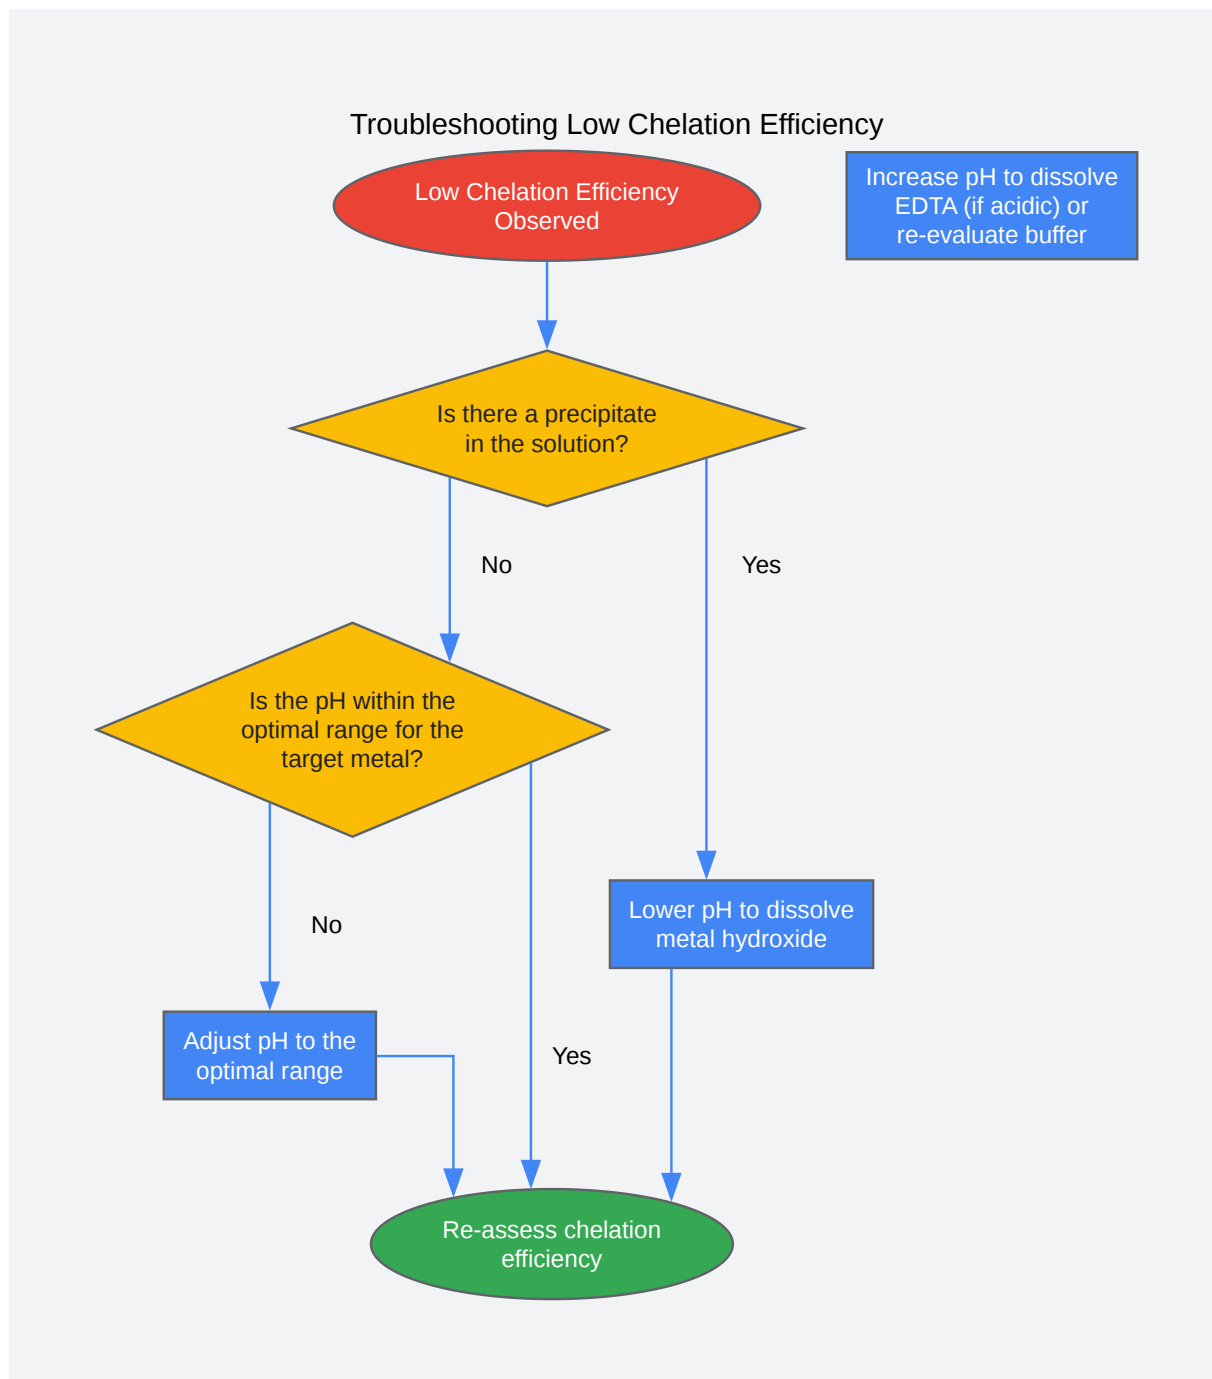 Troubleshooting Low Chelation Efficiency
Low Chelation Efficiency
Observed
Increase pH to dissolve
EDTA (if acidic) or
re-evaluate buffer
Is there a precipitate
in the solution?
No
Yes
Is the pH within the
optimal range for the
target metal?
No
Lower pH to dissolve
metal hydroxide
Adjust pH to the
optimal range
Yes
Re-assess chelation
efficiency